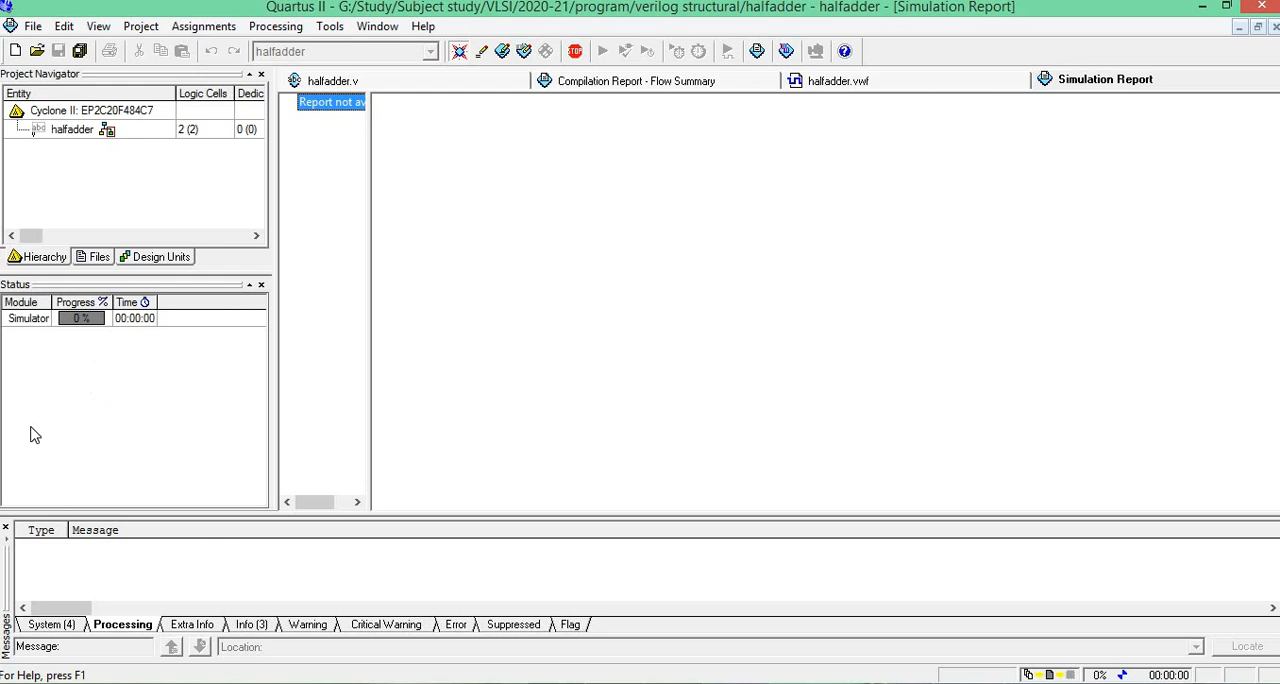 Quartus II - G:/Study/Subject study/VLSI/2020-21/program/verilog structural/halfadder - halfadder - [Simulation Report]
File Edit View Project Assignments Processing Tools Window Help
halfadder
Project Navigator
halfadder.v Compilation Report - Flow Summary halfadder.vwf Simulation Report
Entity Logic Cells Dedic
Report not av
Cyclone II: EP2C20F484C7
abc halfadder 2 (2) 0 (0)
Hierarchy Files Design Units
Status
Module Progress % Time
Simulator 0 % 00:00:00
Type Message
System (4) Processing Extra Info Info (3) Warning Critical Warning Error Suppressed Flag
Messages
Message: Location: Locate
For Help, press F1 0% 00:00:00